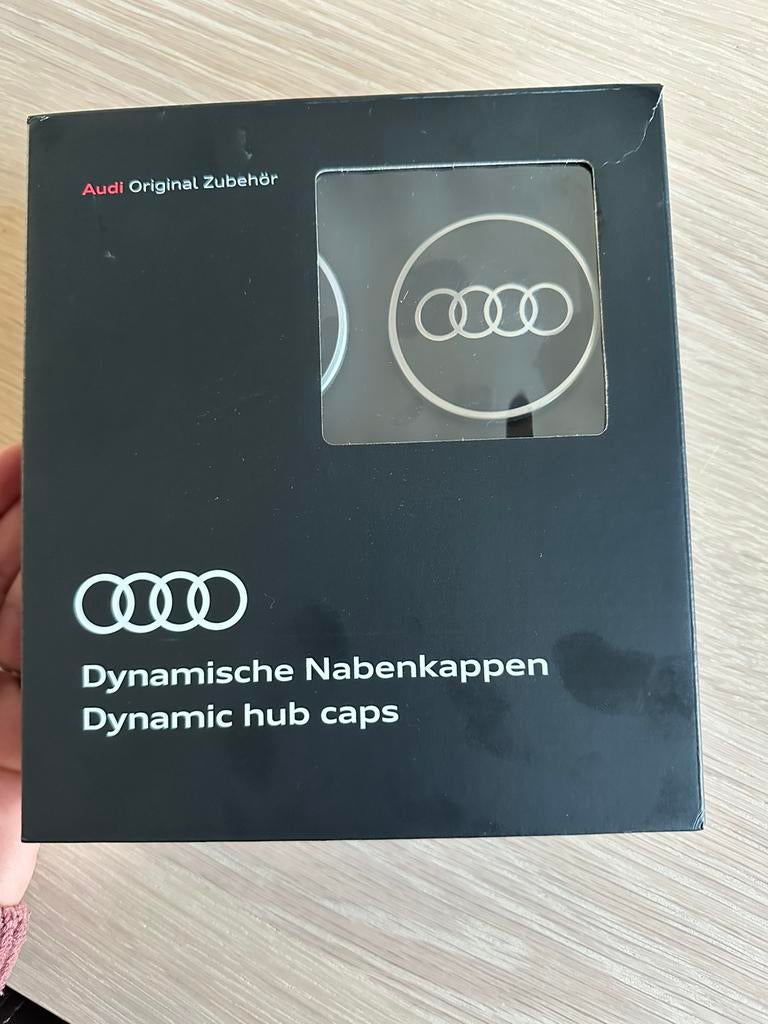 Audi Original Zubehör
Dynamische Nabenkappen
Dynamic hub caps